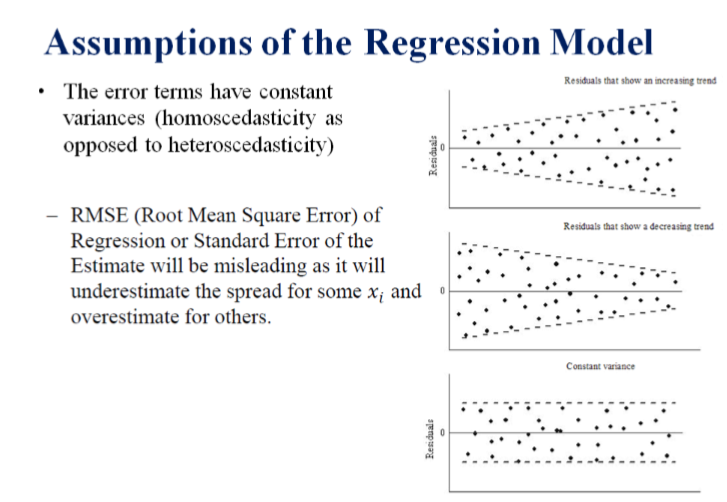 Assumptions of the Regression Model
• The error terms have constant
variances (homoscedasticity as
opposed to heteroscedasticity)
– RMSE (Root Mean Square Error) of
Regression or Standard Error of the
Estimate will be misleading as it will
underestimate the spread for some xᵢ and
overestimate for others.
Residuals that show an increasing trend
Residuals
0
Residuals that show a decreasing trend
0
Constant variance
Residuals
0